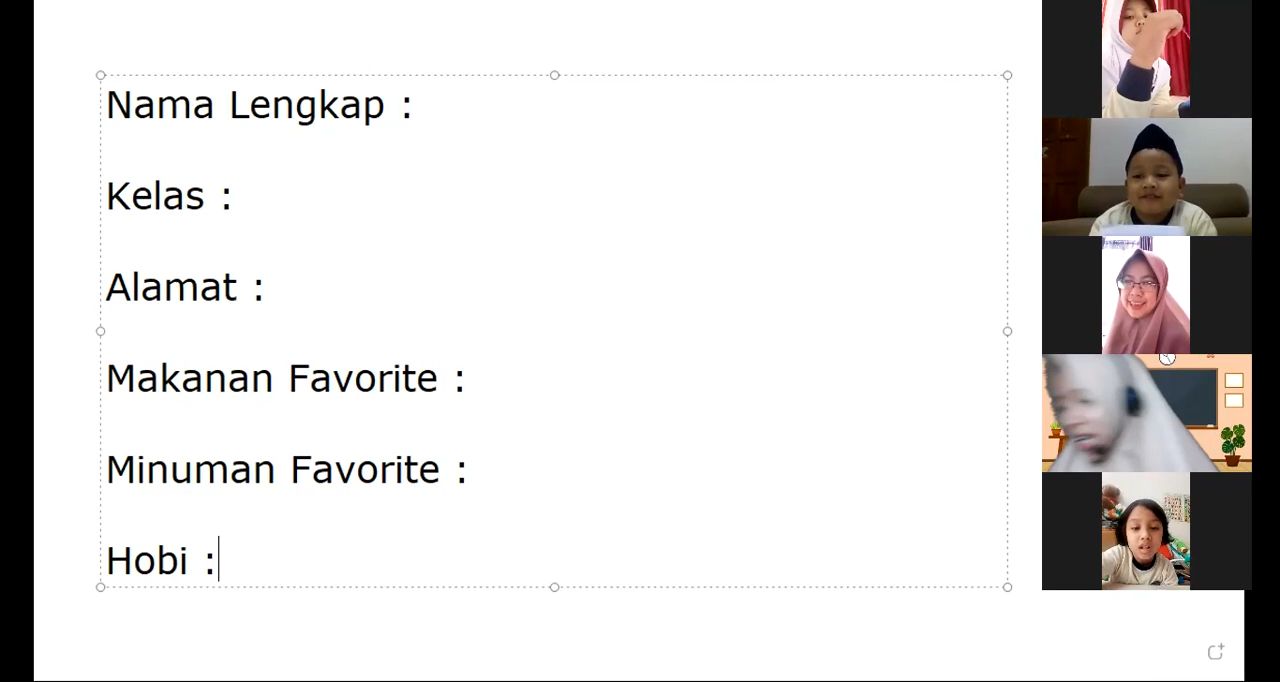 Nama Lengkap :
Kelas :
Alamat :
Makanan Favorite :
Minuman Favorite :
Hobi :